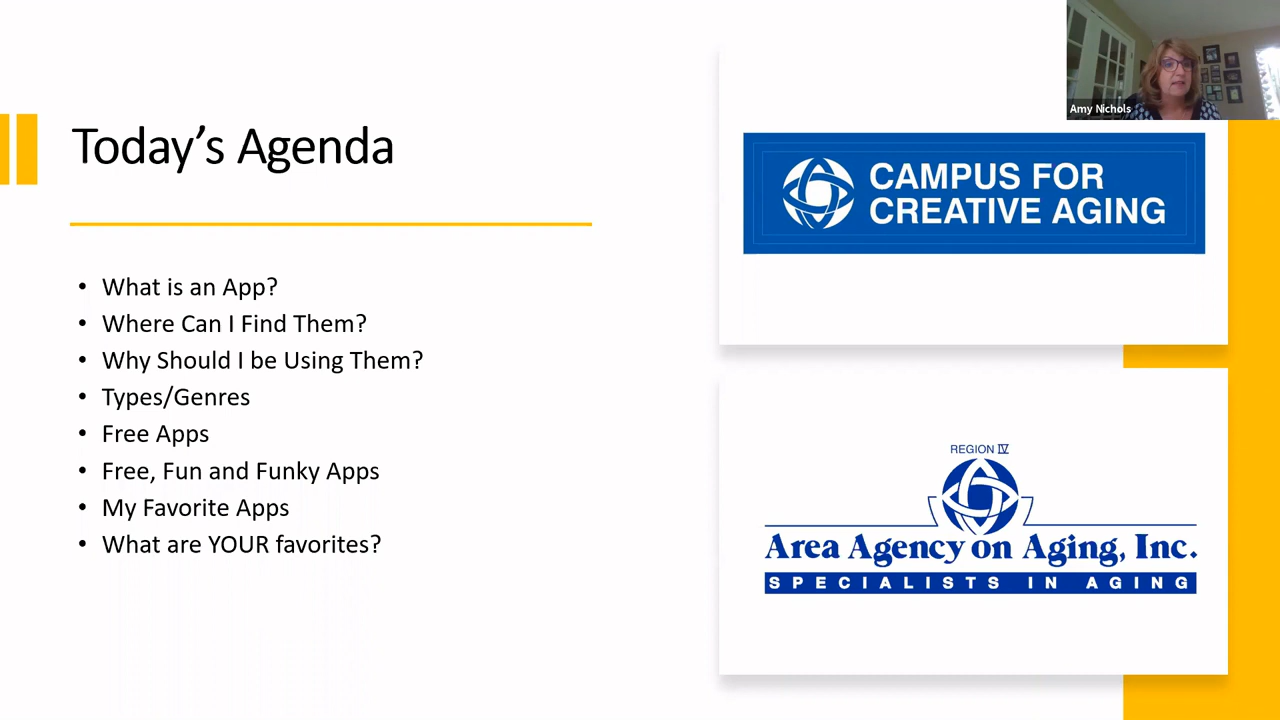 Amy Nichols
Today's Agenda
• What is an App?
• Where Can I Find Them?
• Why Should I be Using Them?
• Types/Genres
• Free Apps
• Free, Fun and Funky Apps
• My Favorite Apps
• What are YOUR favorites?
CAMPUS FOR
CREATIVE AGING
REGION IV
Area Agency on Aging, Inc.
SPECIALISTS IN AGING